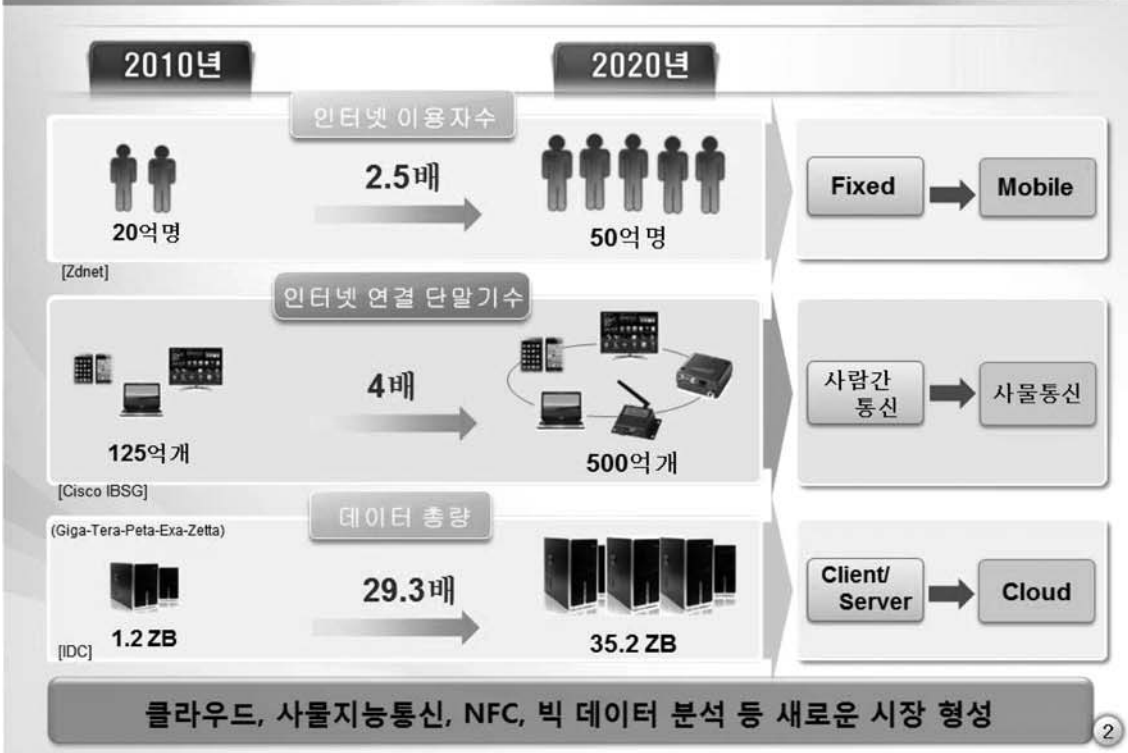 2010년
2020년
인터넷 이용자수
2.5배
20억명
50억명
Fixed
Mobile
[Zdnet]
인터넷 연결 단말기수
4배
125억개
500억개
사람간
통신
사물통신
[Cisco IBSG]
데이터 총량
(Giga-Tera-Peta-Exa-Zetta)
29.3배
1.2 ZB
35.2 ZB
Client/
Server
Cloud
[IDC]
클라우드, 사물지능통신, NFC, 빅 데이터 분석 등 새로운 시장 형성
2